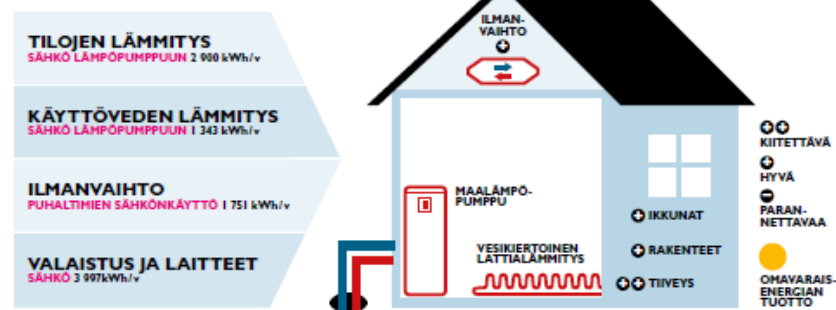 TILOJEN LÄMMITYS
SÄHKÖ LÄMPÖPUMPPUUN 2 900 kWh/v
KÄYTTÖVEDEN LÄMMITYS
SÄHKÖ LÄMPÖPUMPPUUN 1 343 kWh/v
ILMANVAIHTO
PUHALTIMIEN SÄHKÖNKÄYTTÖ 1 751 kWh/v
VALAISTUS JA LAITTEET
SÄHKÖ 3 997kWh/v
ILMAN-
VAIHTO
MAALÄMPÖ-
PUMPPU
VESIKIERTOINEN
LATTIALÄMMITYS
IKKUNAT
RAKENTEET
TIIVEYS
KIITETTÄVÄ
HYVÄ
PARAN-
NETTAVAA
OMAVARAIS-
ENERGIAN
TUOTTO